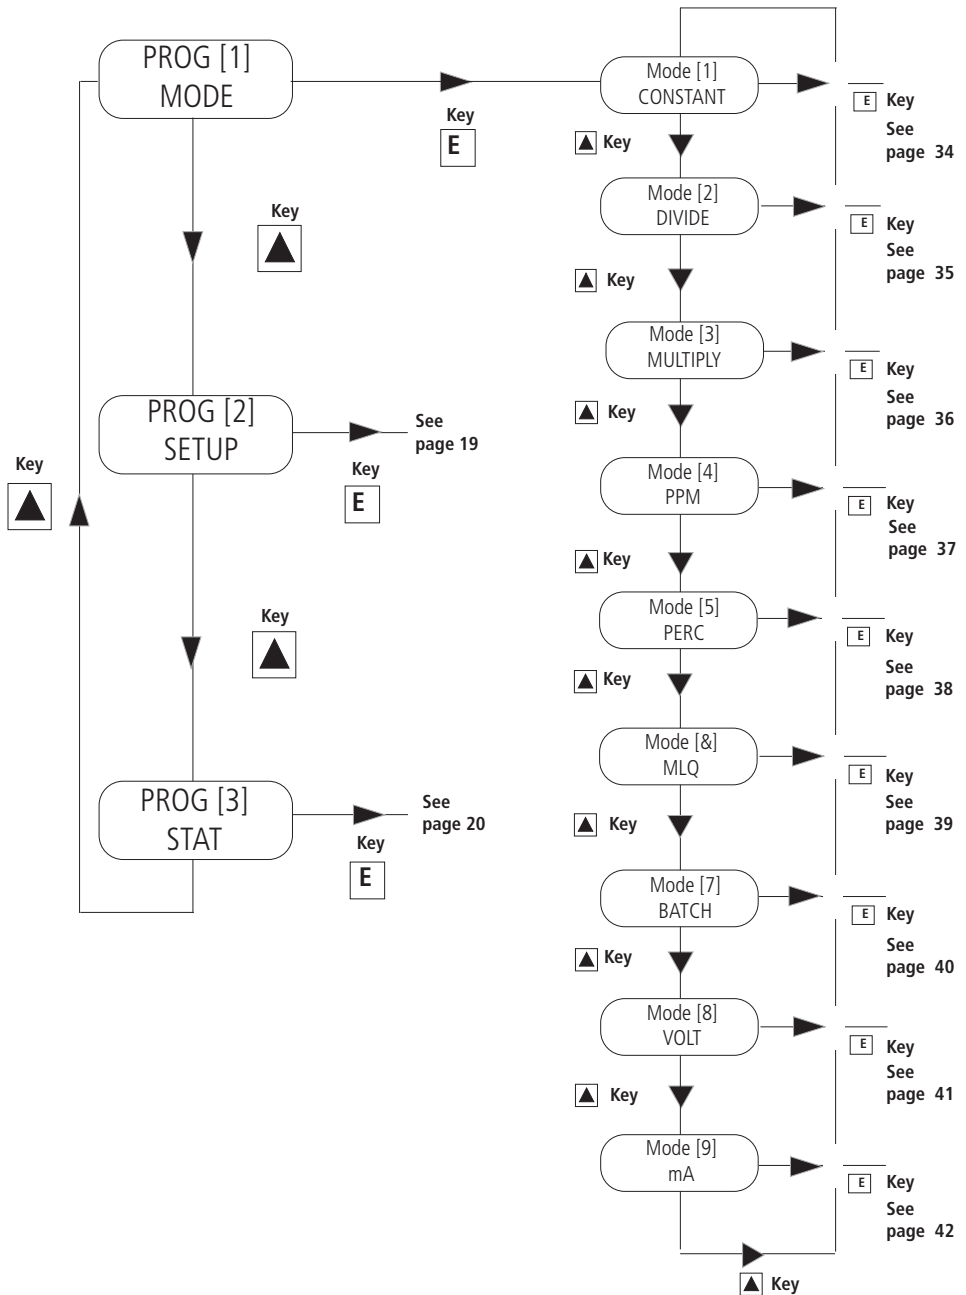 PROG [1]
MODE
Key
E
Key
PROG [2]
SETUP
See
page 19
Key
E
Key
Key
PROG [3]
STAT
See
page 20
Key
E
Mode [1]
CONSTANT
E Key
See
page 34
Key
Mode [2]
DIVIDE
E Key
See
page 35
Key
Mode [3]
MULTIPLY
E Key
See
page 36
Key
Mode [4]
PPM
E Key
See
page 37
Key
Mode [5]
PERC
E Key
See
page 38
Key
Mode [&]
MLQ
E Key
See
page 39
Key
Mode [7]
BATCH
E Key
See
page 40
Key
Mode [8]
VOLT
E Key
See
page 41
Key
Mode [9]
mA
E Key
See
page 42
Key